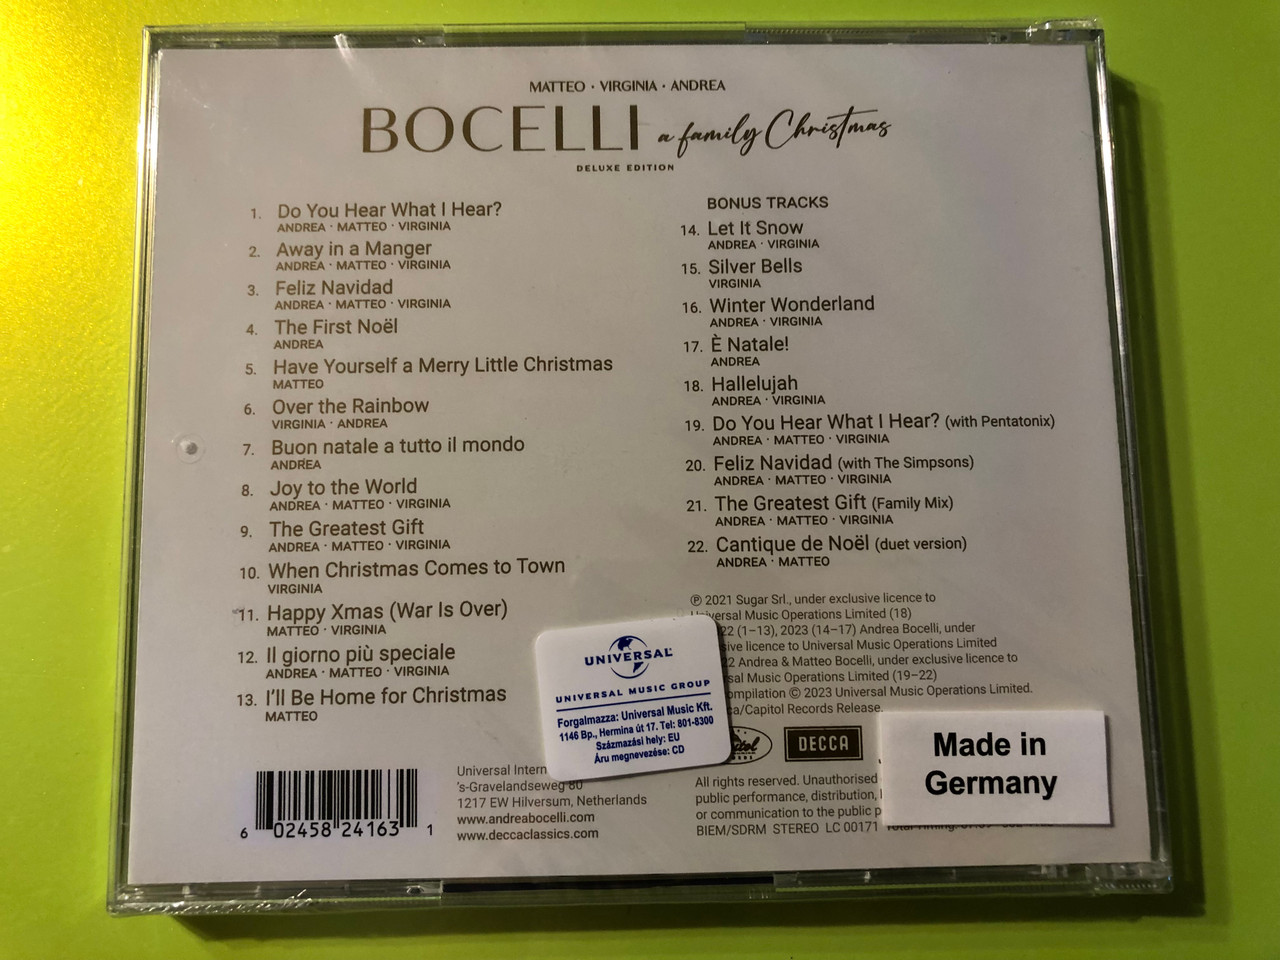 MATTEO · VIRGINIA · ANDREA
BOCELLI a family Christmas
DELUXE EDITION
1. Do You Hear What I Hear?
ANDREA · MATTEO · VIRGINIA
2. Away in a Manger
ANDREA · MATTEO · VIRGINIA
3. Feliz Navidad
ANDREA · MATTEO · VIRGINIA
4. The First Noël
ANDREA
5. Have Yourself a Merry Little Christmas
MATTEO
6. Over the Rainbow
VIRGINIA · ANDREA
7. Buon natale a tutto il mondo
ANDREA
8. Joy to the World
ANDREA · MATTEO · VIRGINIA
9. The Greatest Gift
ANDREA · MATTEO · VIRGINIA
10. When Christmas Comes to Town
VIRGINIA
11. Happy Xmas (War Is Over)
MATTEO · VIRGINIA
12. Il giorno più speciale
ANDREA · MATTEO · VIRGINIA
13. I'll Be Home for Christmas
MATTEO
BONUS TRACKS
14. Let It Snow
ANDREA · VIRGINIA
15. Silver Bells
VIRGINIA
16. Winter Wonderland
ANDREA · VIRGINIA
17. È Natale!
ANDREA
18. Hallelujah
ANDREA · VIRGINIA
19. Do You Hear What I Hear? (with Pentatonix)
ANDREA · MATTEO · VIRGINIA
20. Feliz Navidad (with The Simpsons)
ANDREA · MATTEO · VIRGINIA
21. The Greatest Gift (Family Mix)
ANDREA · MATTEO · VIRGINIA
22. Cantique de Noël (duet version)
ANDREA · MATTEO
℗ 2021 Sugar Srl., under exclusive licence to
Universal Music Operations Limited (18)
22 (1–13), 2023 (14–17) Andrea Bocelli, under
licence to Universal Music Operations Limited
22 Andrea & Matteo Bocelli, under exclusive licence to
Music Operations Limited (19–22)
compilation © 2023 Universal Music Operations Limited.
/Capitol Records Release.
DECCA
UNIVERSAL
UNIVERSAL MUSIC GROUP
Forgalmazza: Universal Music Kft.
1146 Bp., Hermina út 17. Tel: 801-8300
Származási hely: EU
Áru megnevezése: CD
Made in
Germany
6 02458 24163 1
Universal
's-Gravelandseweg 80
1217 EW Hilversum, Netherlands
www.andreabocelli.com
www.deccaclassics.com
All rights reserved. Unauthorised
public performance, distribution,
or communication to the public
BIEM/SDRM STEREO LC 00171